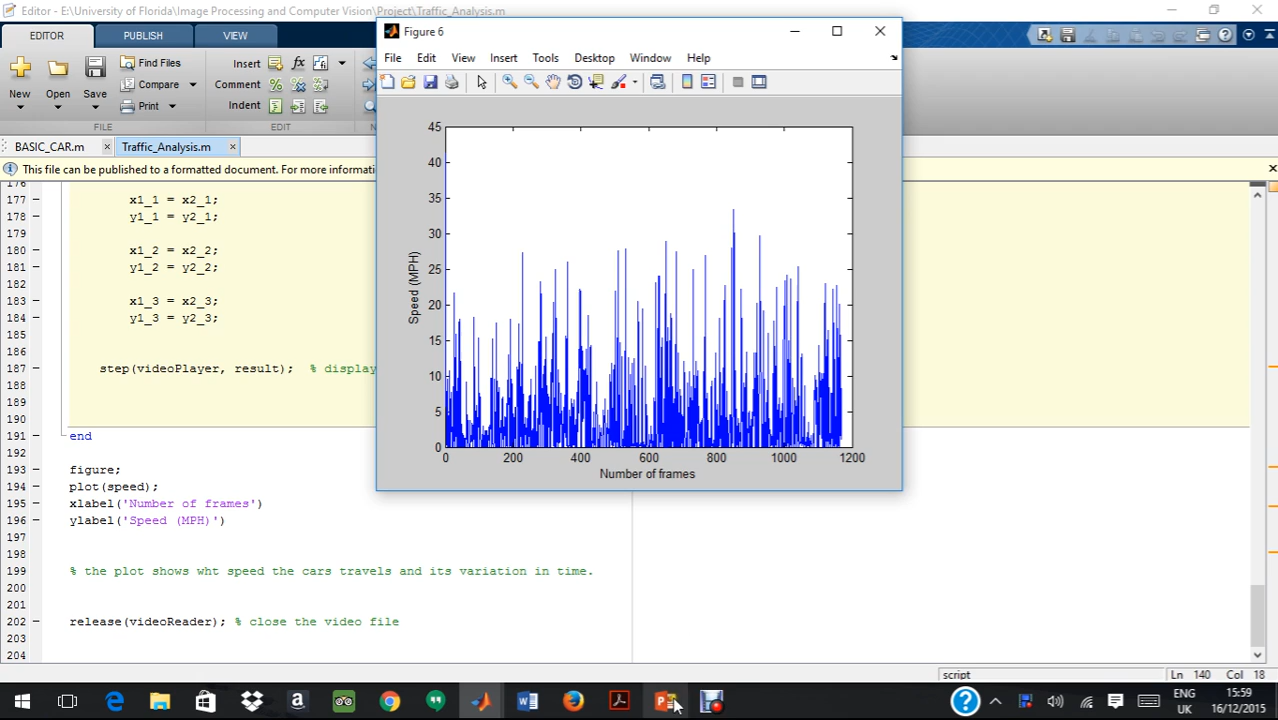 Editor - E:\University of Florida\Image Processing and Computer Vision\Project\Traffic_Analysis.m
EDITOR PUBLISH VIEW
New Open Save
Find Files
Compare
Print
FILE
Insert
Comment
Indent
EDIT
BASIC_CAR.m Traffic_Analysis.m
This file can be published to a formatted document. For more informati
176
177 x1_1 = x2_1;
178 y1_1 = y2_1;
179
180 x1_2 = x2_2;
181 y1_2 = y2_2;
182
183 x1_3 = x2_3;
184 y1_3 = y2_3;
185
186
187 step(videoPlayer, result); % display
188
189
190
191 end
192
193 figure;
194 plot(speed);
195 xlabel('Number of frames')
196 ylabel('Speed (MPH)')
197
198
199 % the plot shows wht speed the cars travels and its variation in time.
200
201
202 release(videoReader); % close the video file
203
204
Figure 6
File Edit View Insert Tools Desktop Window Help
45
40
35
30
25
20
15
10
5
0
Speed (MPH)
0 200 400 600 800 1000 1200
Number of frames
script Ln 140 Col 18
ENG 15:59
UK 16/12/2015